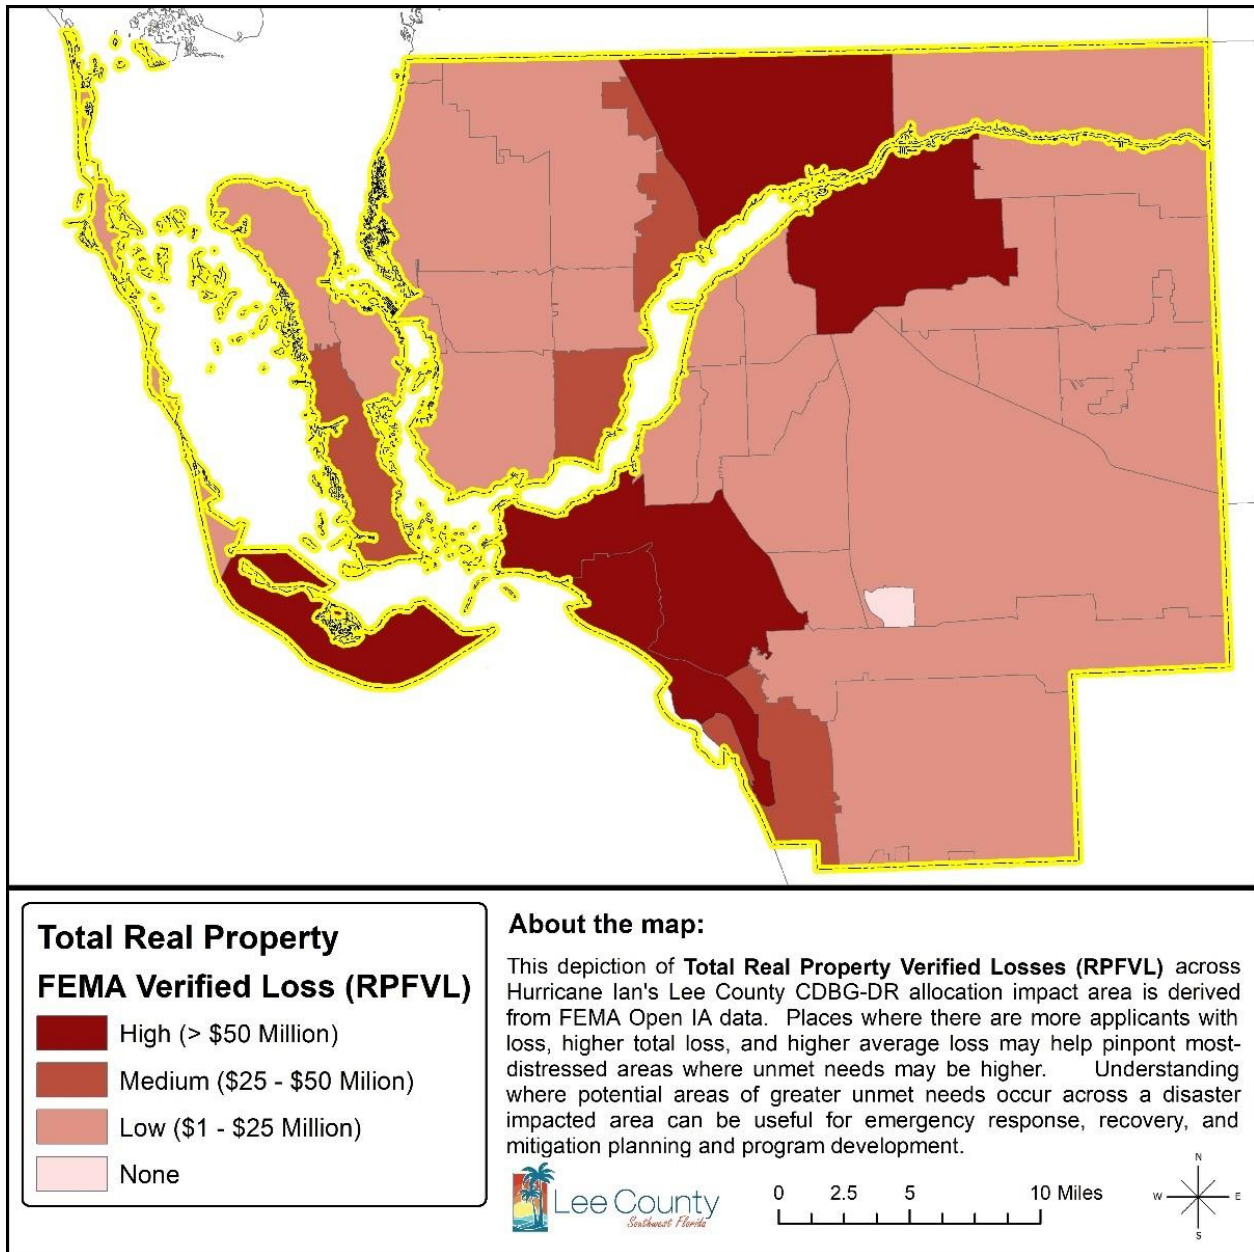 Total Real Property
FEMA Verified Loss (RPFVL)
High (> $50 Million)
Medium ($25 - $50 Milion)
Low ($1 - $25 Million)
None
About the map:
This depiction of Total Real Property Verified Losses (RPFVL) across
Hurricane Ian's Lee County CDBG-DR allocation impact area is derived
from FEMA Open IA data. Places where there are more applicants with
loss, higher total loss, and higher average loss may help pinpont most-
distressed areas where unmet needs may be higher. Understanding
where potential areas of greater unmet needs occur across a disaster
impacted area can be useful for emergency response, recovery, and
mitigation planning and program development.
Lee County
Southwest Florida
0 2.5 5 10 Miles
N
W E
S